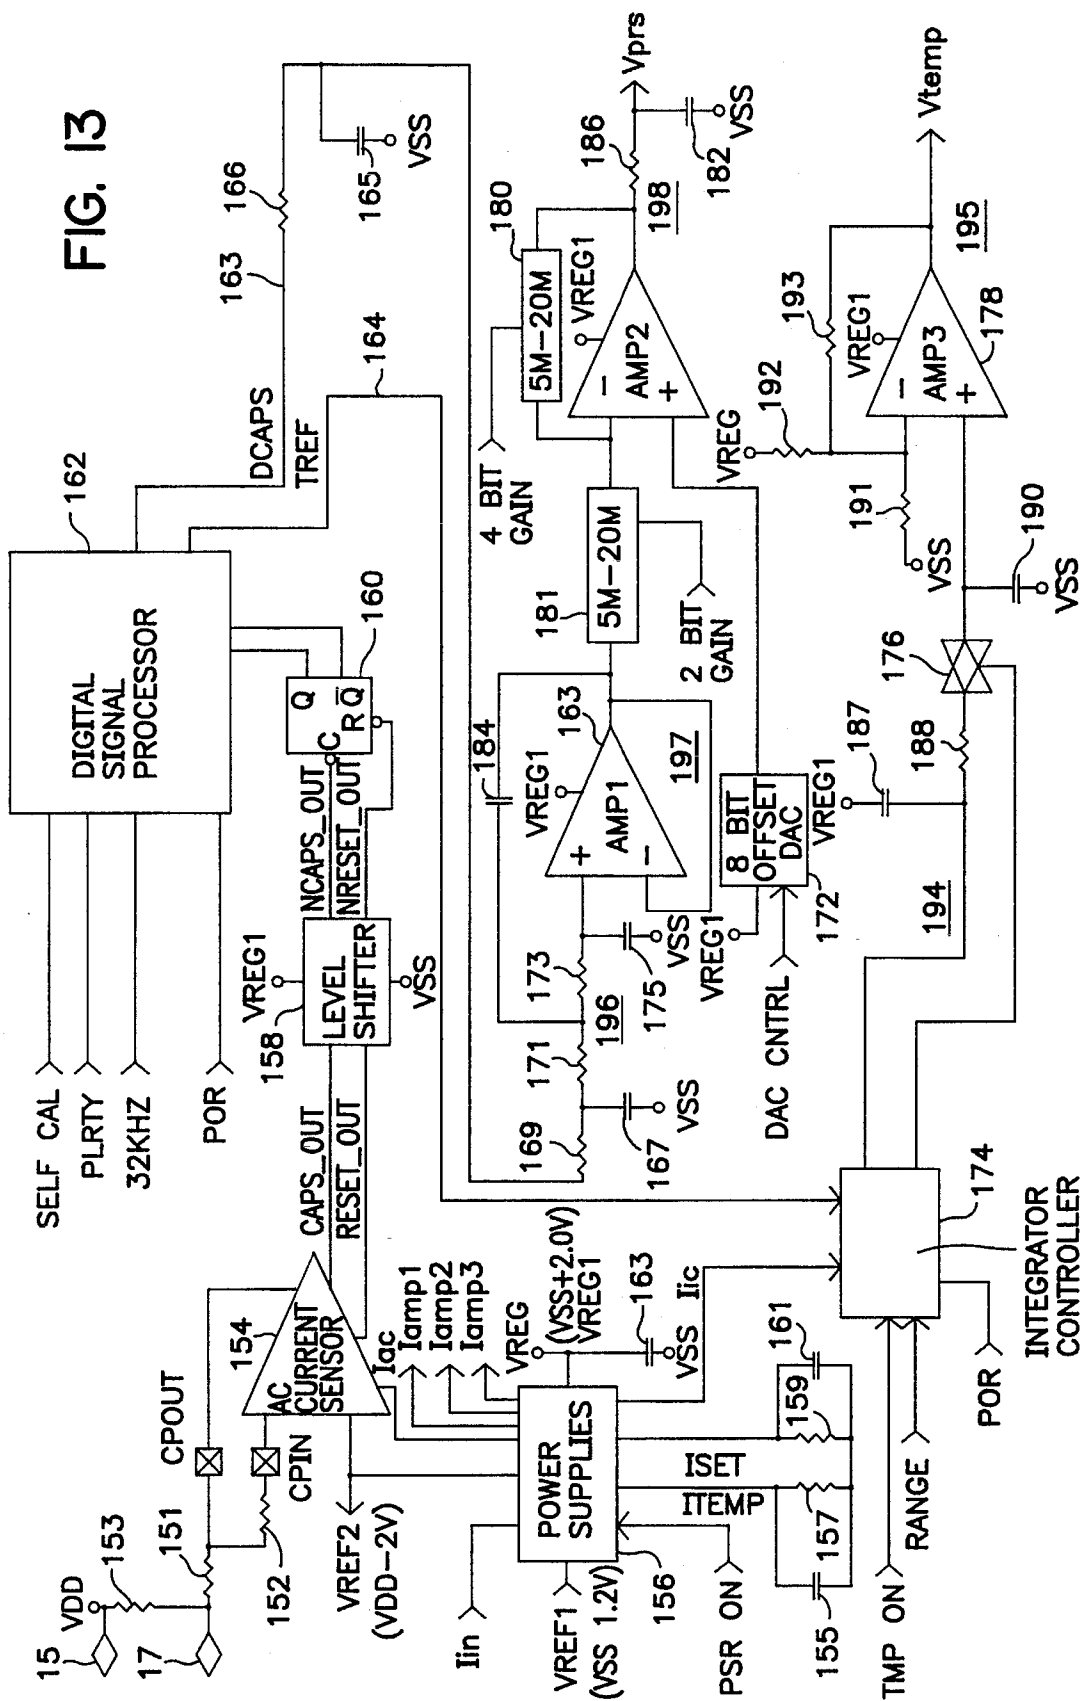 FIG. 13
SELF CAL
PLRTY
32KHZ
POR
DIGITAL
SIGNAL
PROCESSOR
162
DCAPS
TREF
163
166
165
VSS
164
Q
C
R
Q̅
160
NCAPS_OUT
NRESET_OUT
VREG1
158
LEVEL
SHIFTER
VSS
CAPS_OUT
RESET_OUT
154
AC
CURRENT
SENSOR
CPOUT
CPIN
15
17
VDD
153
151
152
VREF2
(VDD-2V)
Iac
Iamp1
Iamp2
Iamp3
VREG
(VSS+2.0V)
VREG1
163
VSS
Iic
Iin
VREF1
(VSS 1.2V)
POWER
SUPPLIES
156
PSR ON
ISET
ITEMP
155
157
159
161
TMP ON
RANGE
POR
174
INTEGRATOR
CONTROLLER
169
167
VSS
171
196
173
175
VSS
184
VREG1
163
+
AMP1
−
197
181
5M-20M
2 BIT
GAIN
4 BIT
GAIN
180
5M-20M
VREG1
−
AMP2
+
198
186
182
VSS
Vprs
VREG1
8 BIT
OFFSET
DAC
172
DAC CNTRL
194
VREG1
187
188
176
190
VSS
191
VSS
VREG
192
193
VREG1
−
AMP3
+
178
195
Vtemp